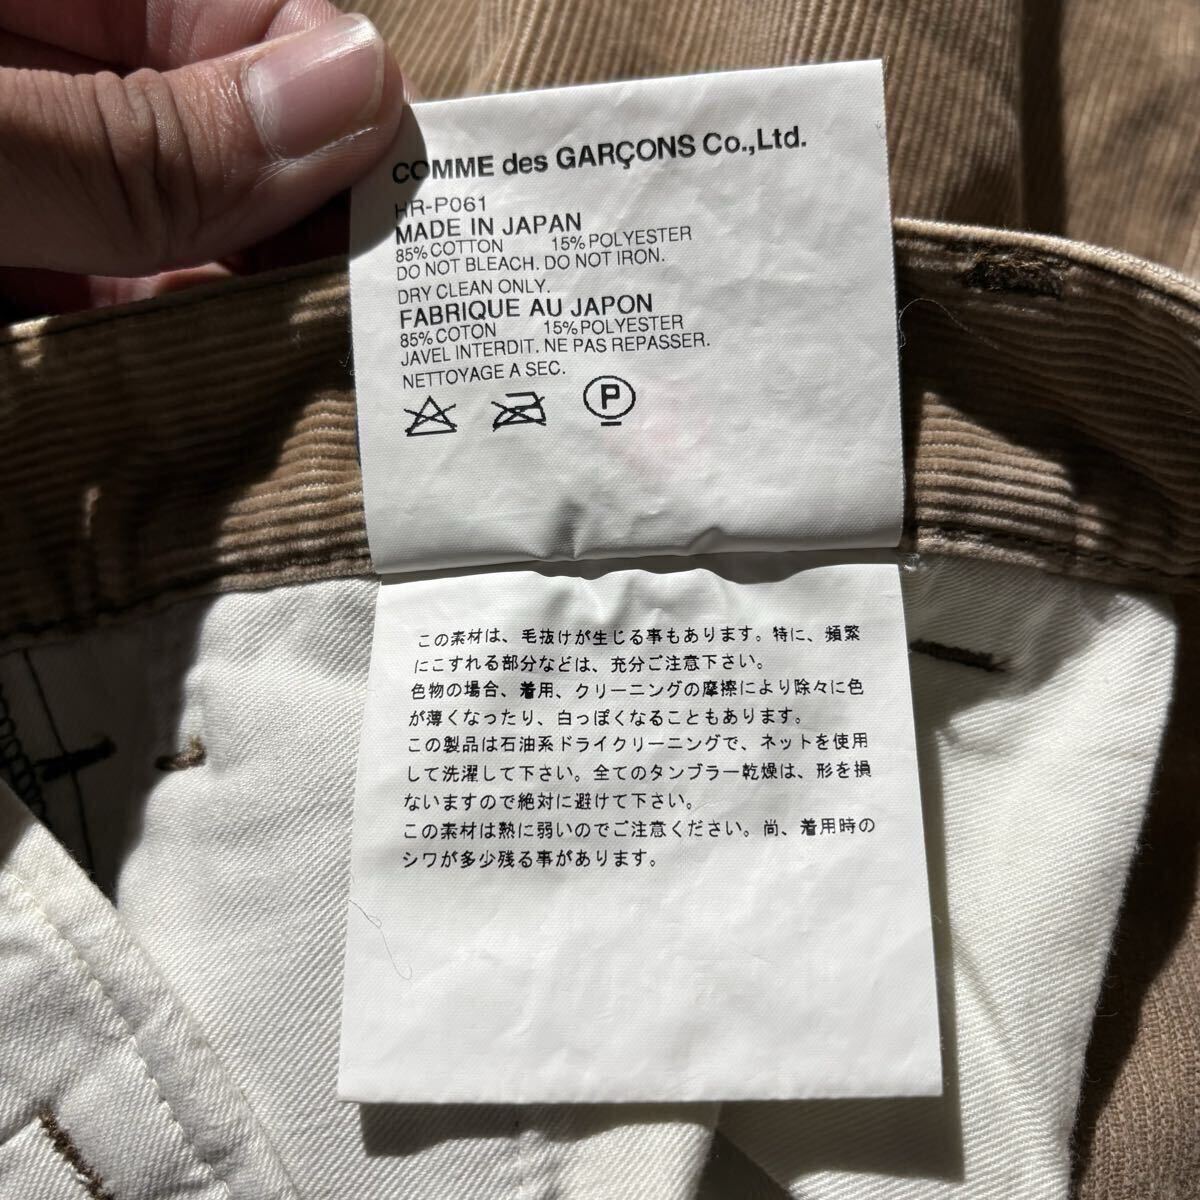 COMME des GARÇONS Co.,Ltd.
HR-P061
MADE IN JAPAN
85% COTTON 15% POLYESTER
DO NOT BLEACH. DO NOT IRON.
DRY CLEAN ONLY.
FABRIQUE AU JAPON
85% COTON 15% POLYESTER
JAVEL INTERDIT. NE PAS REPASSER.
NETTOYAGE A SEC.
P
この素材は、毛抜けが生じる事もあります。特に、頻繁
にこすれる部分などは、充分ご注意下さい。
色物の場合、着用、クリーニングの摩擦により除々に色
が薄くなったり、白っぽくなることもあります。
この製品は石油系ドライクリーニングで、ネットを使用
して洗濯して下さい。全てのタンブラー乾燥は、形を損
ないますので絶対に避けて下さい。
この素材は熱に弱いのでご注意ください。尚、着用時の
シワが多少残る事があります。